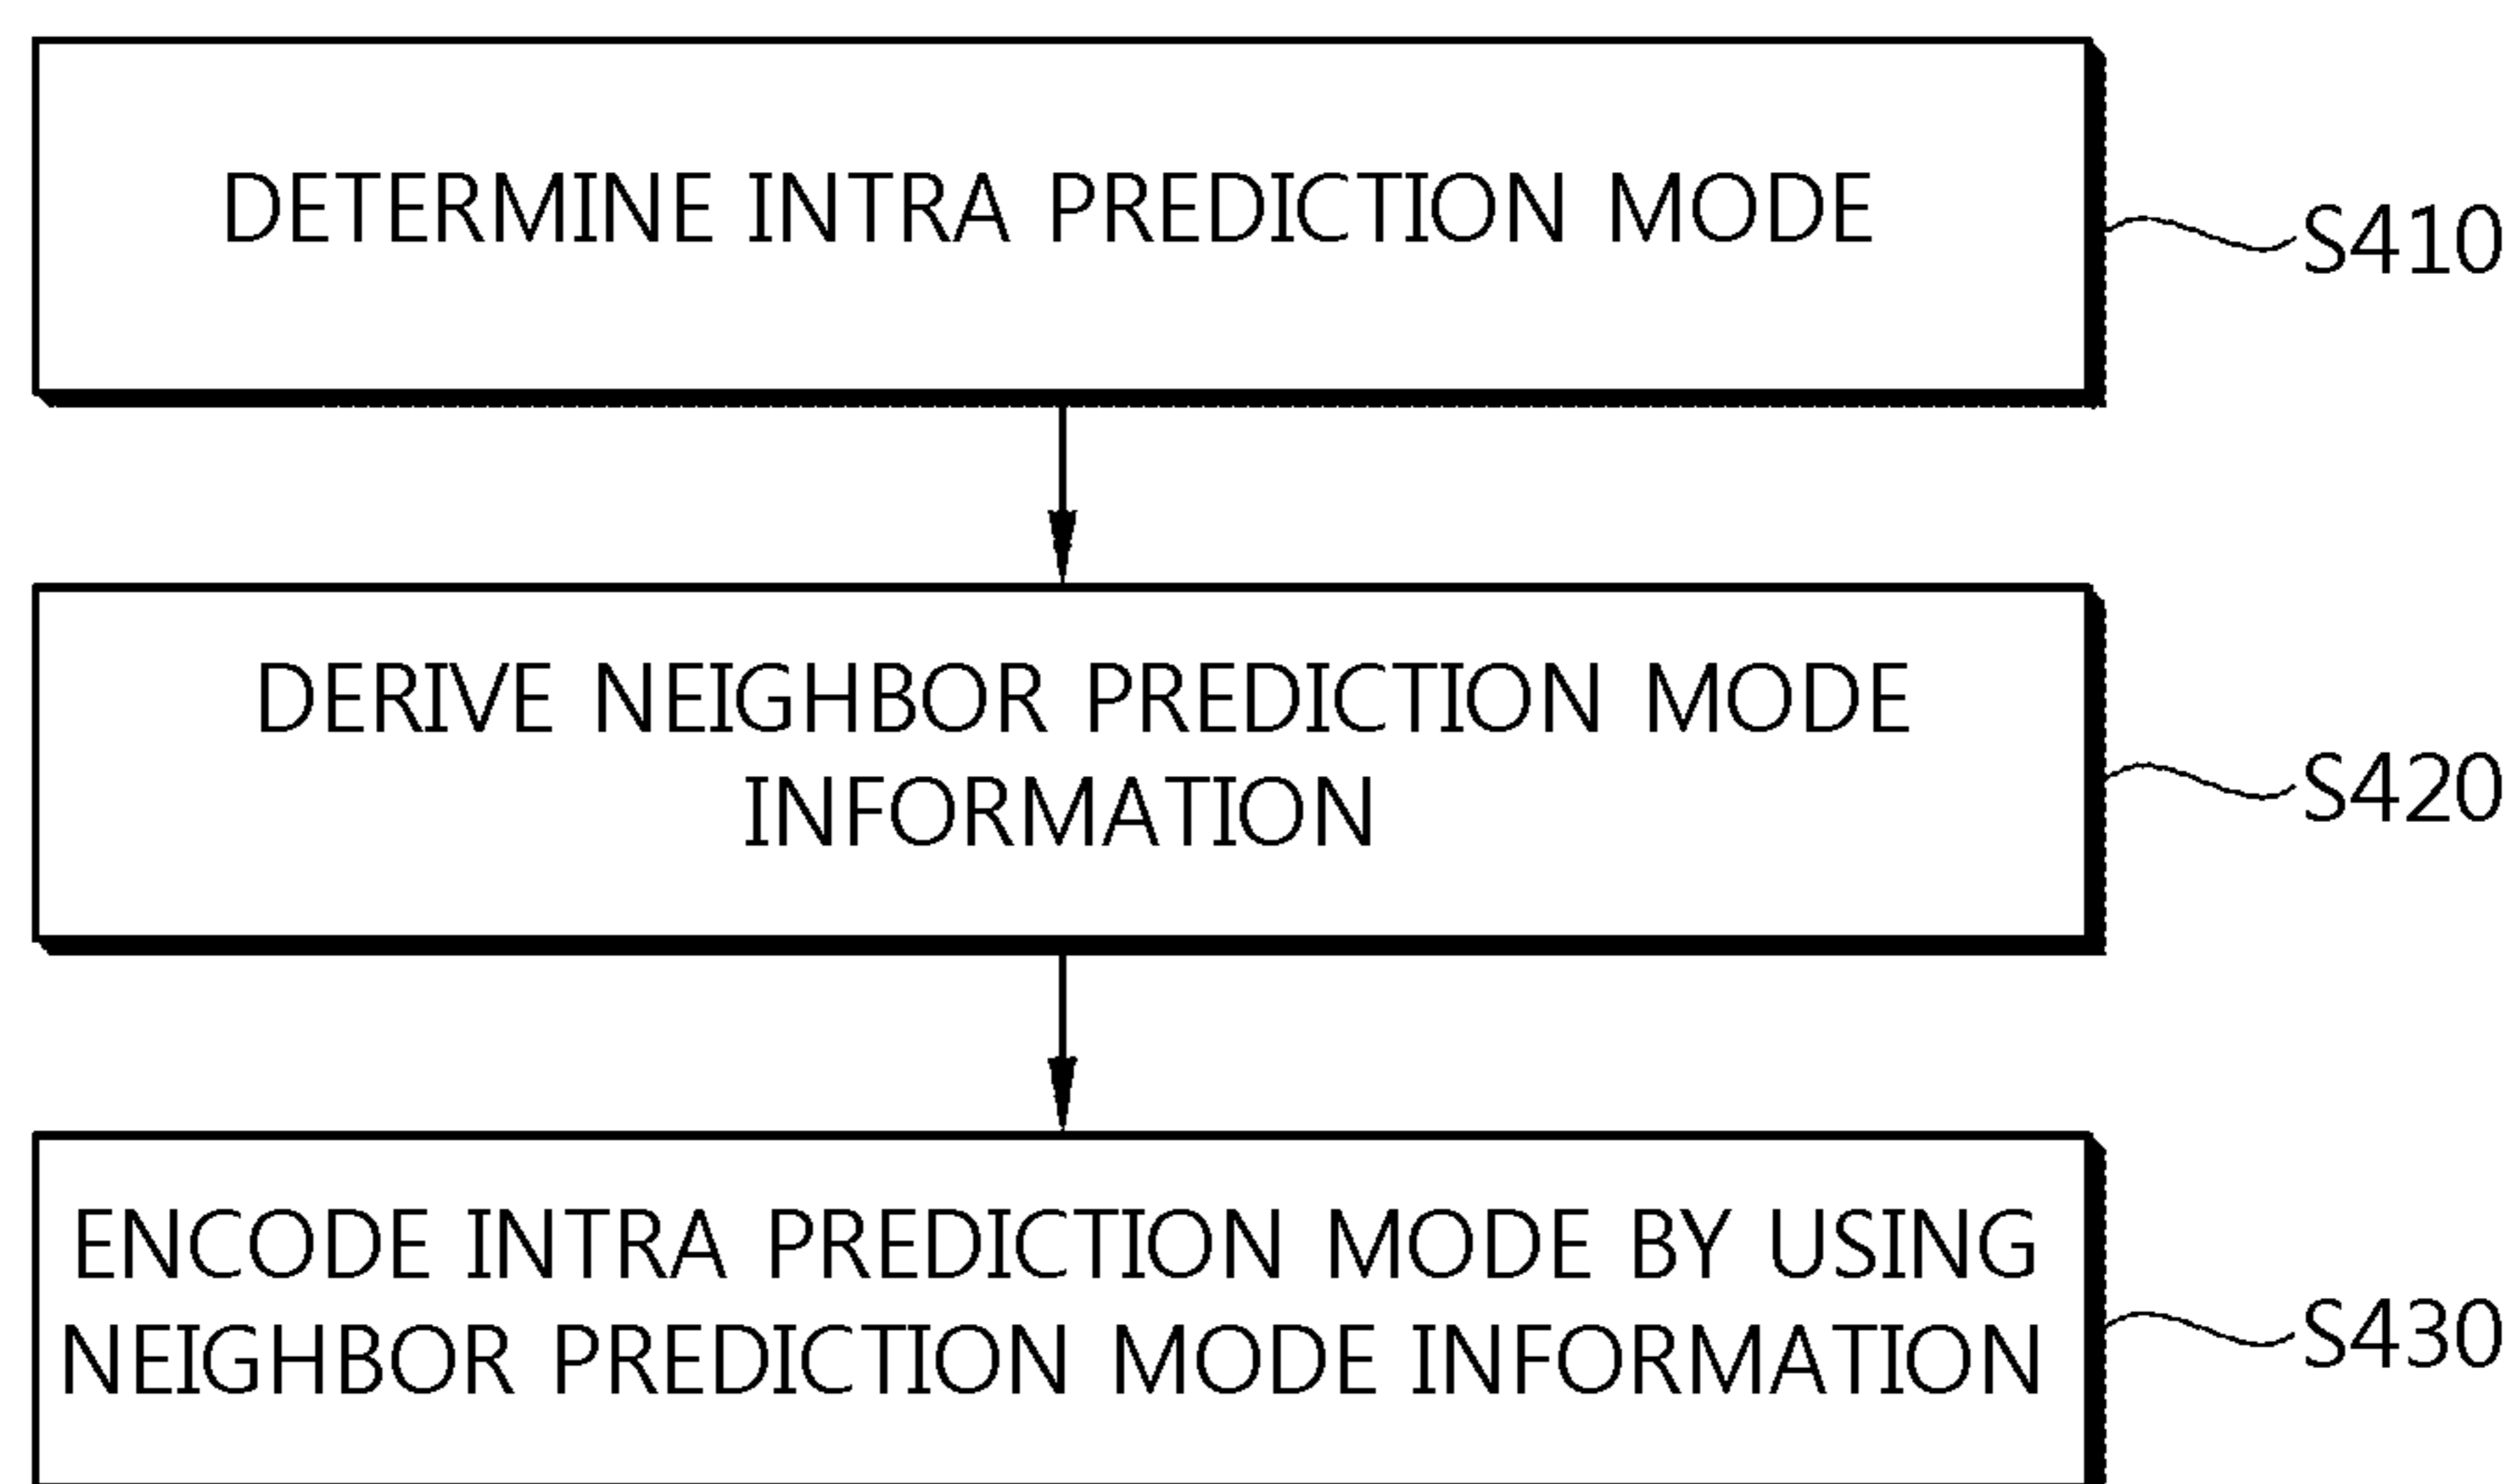 DETERMINE INTRA PREDICTION MODE
S410
DERIVE NEIGHBOR PREDICTION MODE
INFORMATION
S420
ENCODE INTRA PREDICTION MODE BY USING
NEIGHBOR PREDICTION MODE INFORMATION
S430